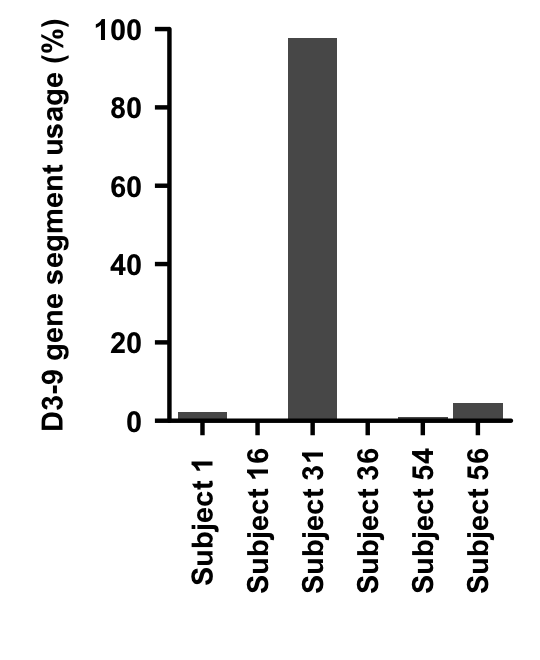 D3-9 gene segment usage (%)
100
80
60
40
20
0
Subject 1
Subject 16
Subject 31
Subject 36
Subject 54
Subject 56